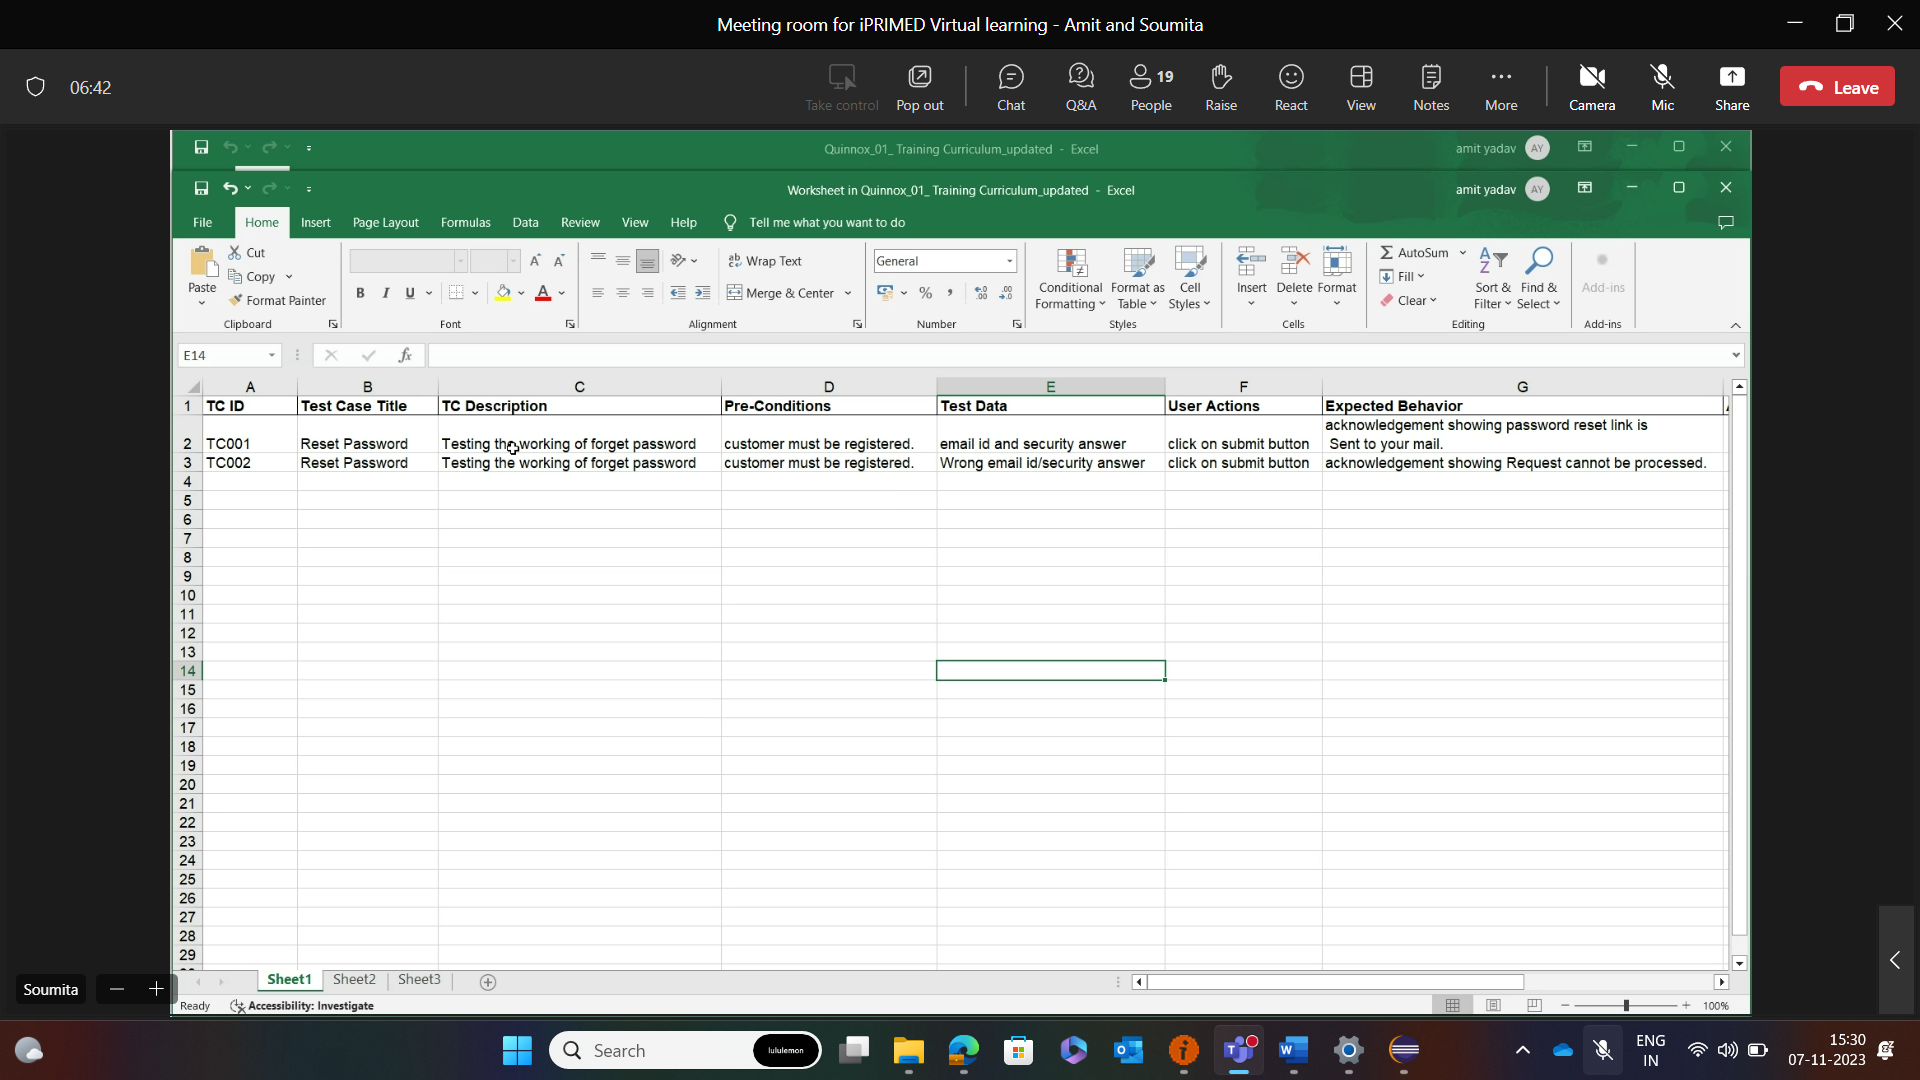 Meeting room for iPRIMED Virtual learning - Amit and Soumita
06:42
Take control Pop out Chat Q&A People 19 Raise React View Notes More Camera Mic Share Leave
Quinnox_01_ Training Curriculum_updated - Excel amit yadav AY
Worksheet in Quinnox_01_ Training Curriculum_updated - Excel amit yadav AY
File Home Insert Page Layout Formulas Data Review View Help Tell me what you want to do
Paste Cut Copy Format Painter
Clipboard
B I U A
Font
Wrap Text
Merge & Center
Alignment
General
%
Number
Conditional Formatting Format as Table Cell Styles
Styles
Insert Delete Format
Cells
AutoSum Fill Clear
Sort & Filter Find & Select
Editing
Add-ins
Add-ins
E14 fx
A B C D E F G
1 TC ID Test Case Title TC Description Pre-Conditions Test Data User Actions Expected Behavior
acknowledgement showing password reset link is
2 TC001 Reset Password Testing the working of forget password customer must be registered. email id and security answer click on submit button Sent to your mail.
3 TC002 Reset Password Testing the working of forget password customer must be registered. Wrong email id/security answer click on submit button acknowledgement showing Request cannot be processed.
4
5
6
7
8
9
10
11
12
13
14
15
16
17
18
19
20
21
22
23
24
25
26
27
28
29
Sheet1 Sheet2 Sheet3
Soumita
Ready Accessibility: Investigate 100%
Search lululemon
ENG
IN
15:30
07-11-2023